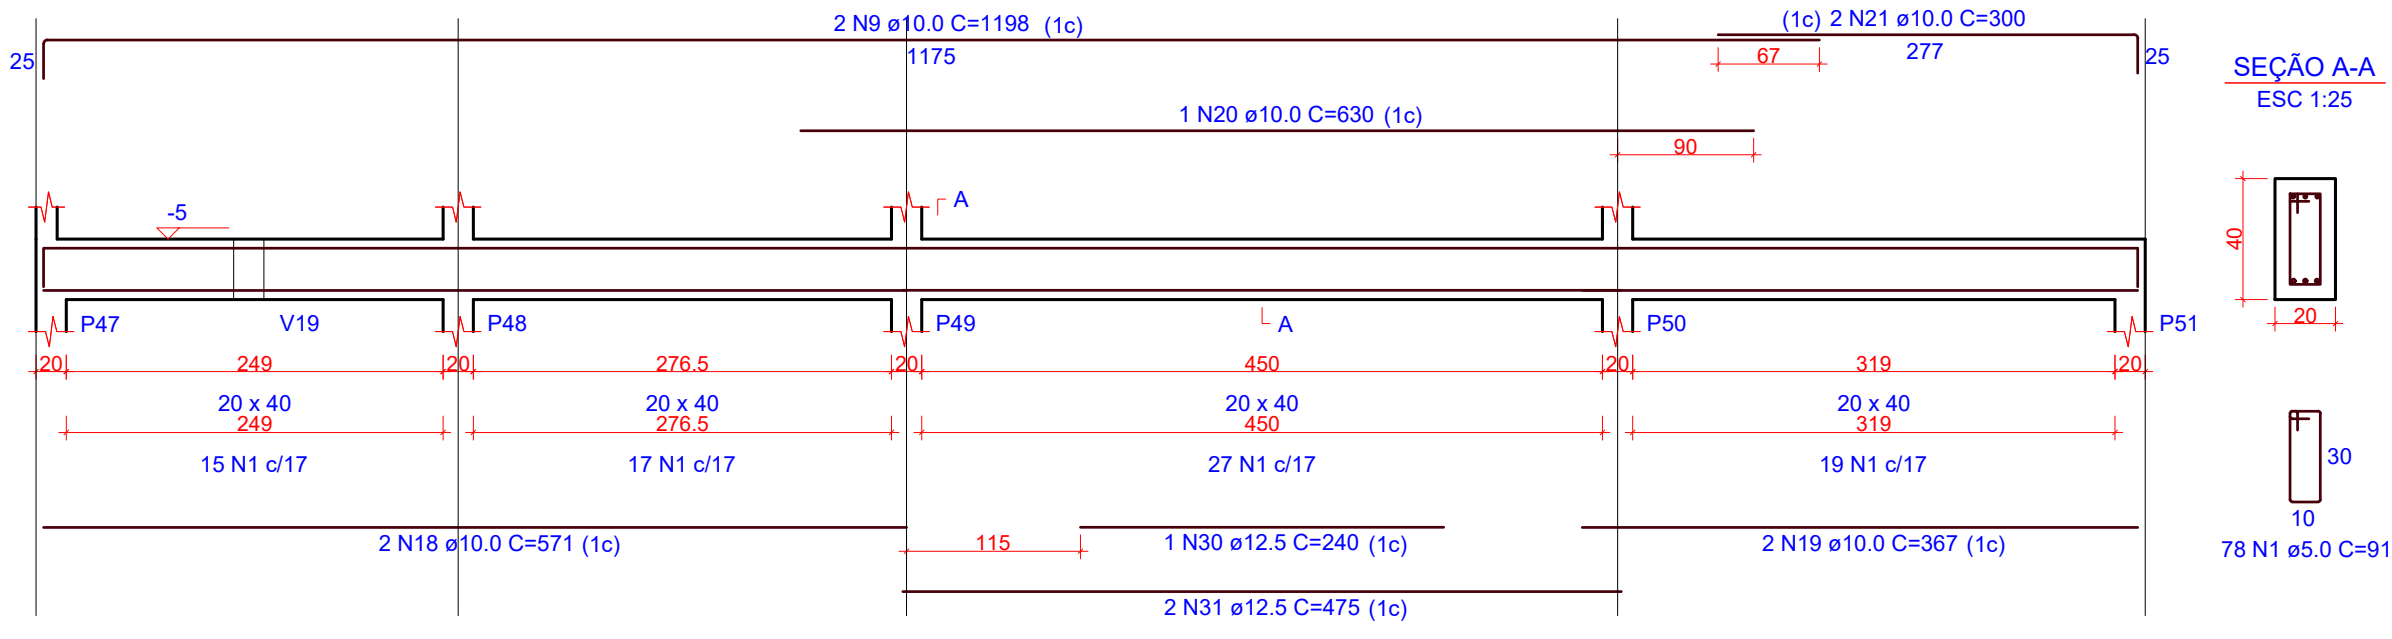 2 N9 ø10.0 C=1198 (1c)
(1c) 2 N21 ø10.0 C=300
25
1175
67
277
25
SEÇÃO A-A
ESC 1:25
1 N20 ø10.0 C=630 (1c)
90
A
-5
40
20
P47
V19
P48
P49
A
P50
P51
20
249
20
276.5
20
450
20
319
20
20 x 40
20 x 40
20 x 40
20 x 40
249
276.5
450
319
15 N1 c/17
17 N1 c/17
27 N1 c/17
19 N1 c/17
30
10
78 N1 ø5.0 C=91
2 N18 ø10.0 C=571 (1c)
115
1 N30 ø12.5 C=240 (1c)
2 N19 ø10.0 C=367 (1c)
2 N31 ø12.5 C=475 (1c)